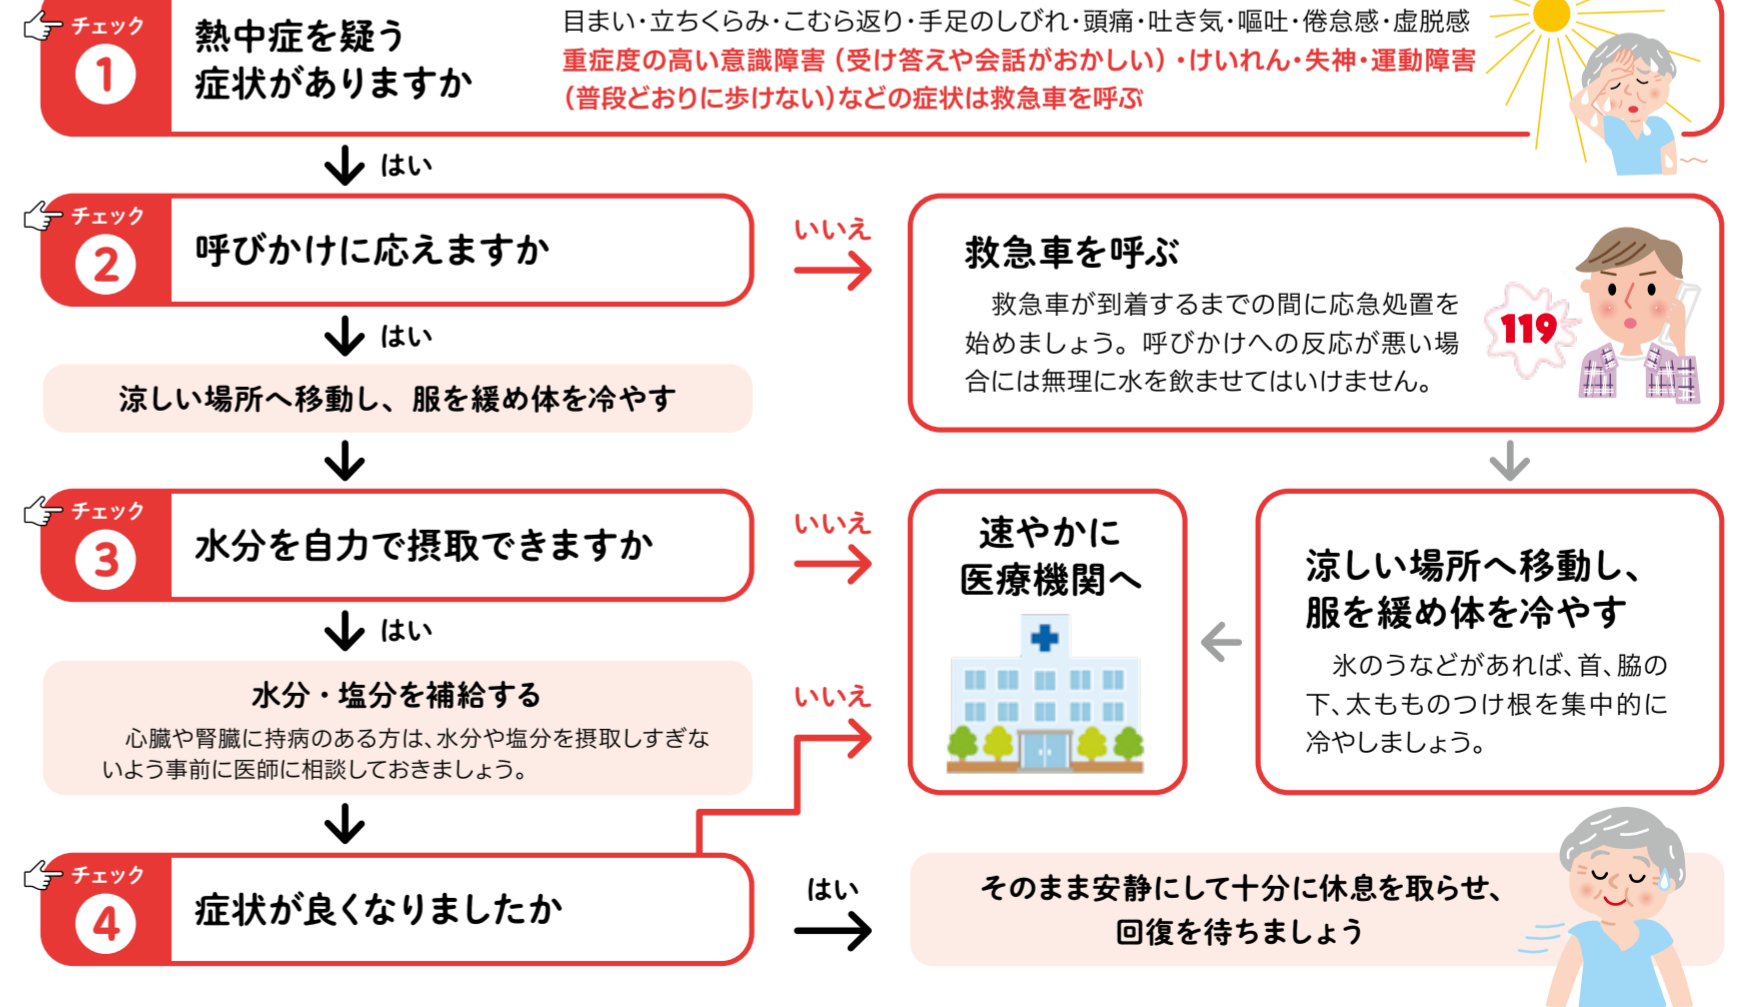 チェック
1
熱中症を疑う
症状がありますか
目まい・立ちくらみ・こむら返り・手足のしびれ・頭痛・吐き気・嘔吐・倦怠感・虚脱感
重症度の高い意識障害（受け答えや会話がおかしい）・けいれん・失神・運動障害
（普段どおりに歩けない）などの症状は救急車を呼ぶ
はい
チェック
2
呼びかけに応えますか
いいえ
救急車を呼ぶ
救急車が到着するまでの間に応急処置を
始めましょう。呼びかけへの反応が悪い場
合には無理に水を飲ませてはいけません。
119
はい
涼しい場所へ移動し、服を緩め体を冷やす
チェック
3
水分を自力で摂取できますか
いいえ
速やかに
医療機関へ
涼しい場所へ移動し、
服を緩め体を冷やす
氷のうなどがあれば、首、脇の
下、太もものつけ根を集中的に
冷やしましょう。
はい
水分・塩分を補給する
心臓や腎臓に持病のある方は、水分や塩分を摂取しすぎな
いよう事前に医師に相談しておきましょう。
いいえ
チェック
4
症状が良くなりましたか
はい
そのまま安静にして十分に休息を取らせ、
回復を待ちましょう